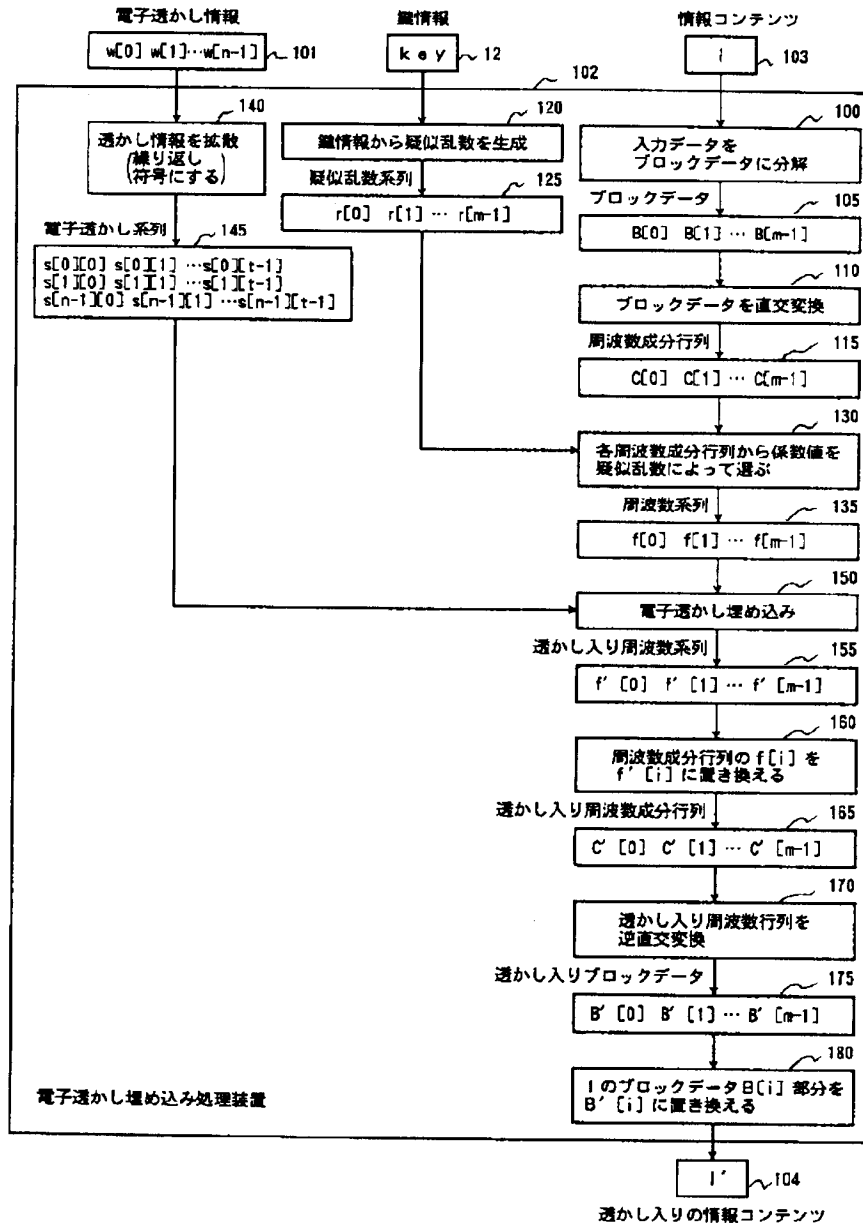 電子透かし情報
w[0] w[1]…w[n-1]
101
鍵情報
key
12
情報コンテンツ
I
103
102
140
透かし情報を拡散
(繰り返し
符号にする)
電子透かし系列
145
s[0][0] s[0][1] …s[0][t-1]
s[1][0] s[1][1] …s[1][t-1]
s[n-1][0] s[n-1][1] …s[n-1][t-1]
120
鍵情報から疑似乱数を生成
疑似乱数系列
125
r[0] r[1] … r[m-1]
100
入力データを
ブロックデータに分解
ブロックデータ
105
B[0] B[1] … B[m-1]
110
ブロックデータを直交変換
周波数成分行列
115
C[0] C[1] … C[m-1]
130
各周波数成分行列から係数値を
疑似乱数によって選ぶ
周波数系列
135
f[0] f[1] … f[m-1]
150
電子透かし埋め込み
透かし入り周波数系列
155
f' [0] f' [1] … f' [m-1]
160
周波数成分行列の f[i] を
f' [i] に置き換える
透かし入り周波数成分行列
165
C' [0] C' [1] … C' [m-1]
170
透かし入り周波数行列を
逆直交変換
透かし入りブロックデータ
175
B' [0] B' [1] … B' [m-1]
180
IのブロックデータB[i] 部分を
B' [i] に置き換える
電子透かし埋め込み処理装置
I'
104
透かし入りの情報コンテンツ